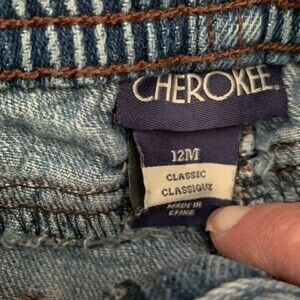 CHEROKEE®
12M
CLASSIC
CLASSIQUE
MADE IN
CHINA